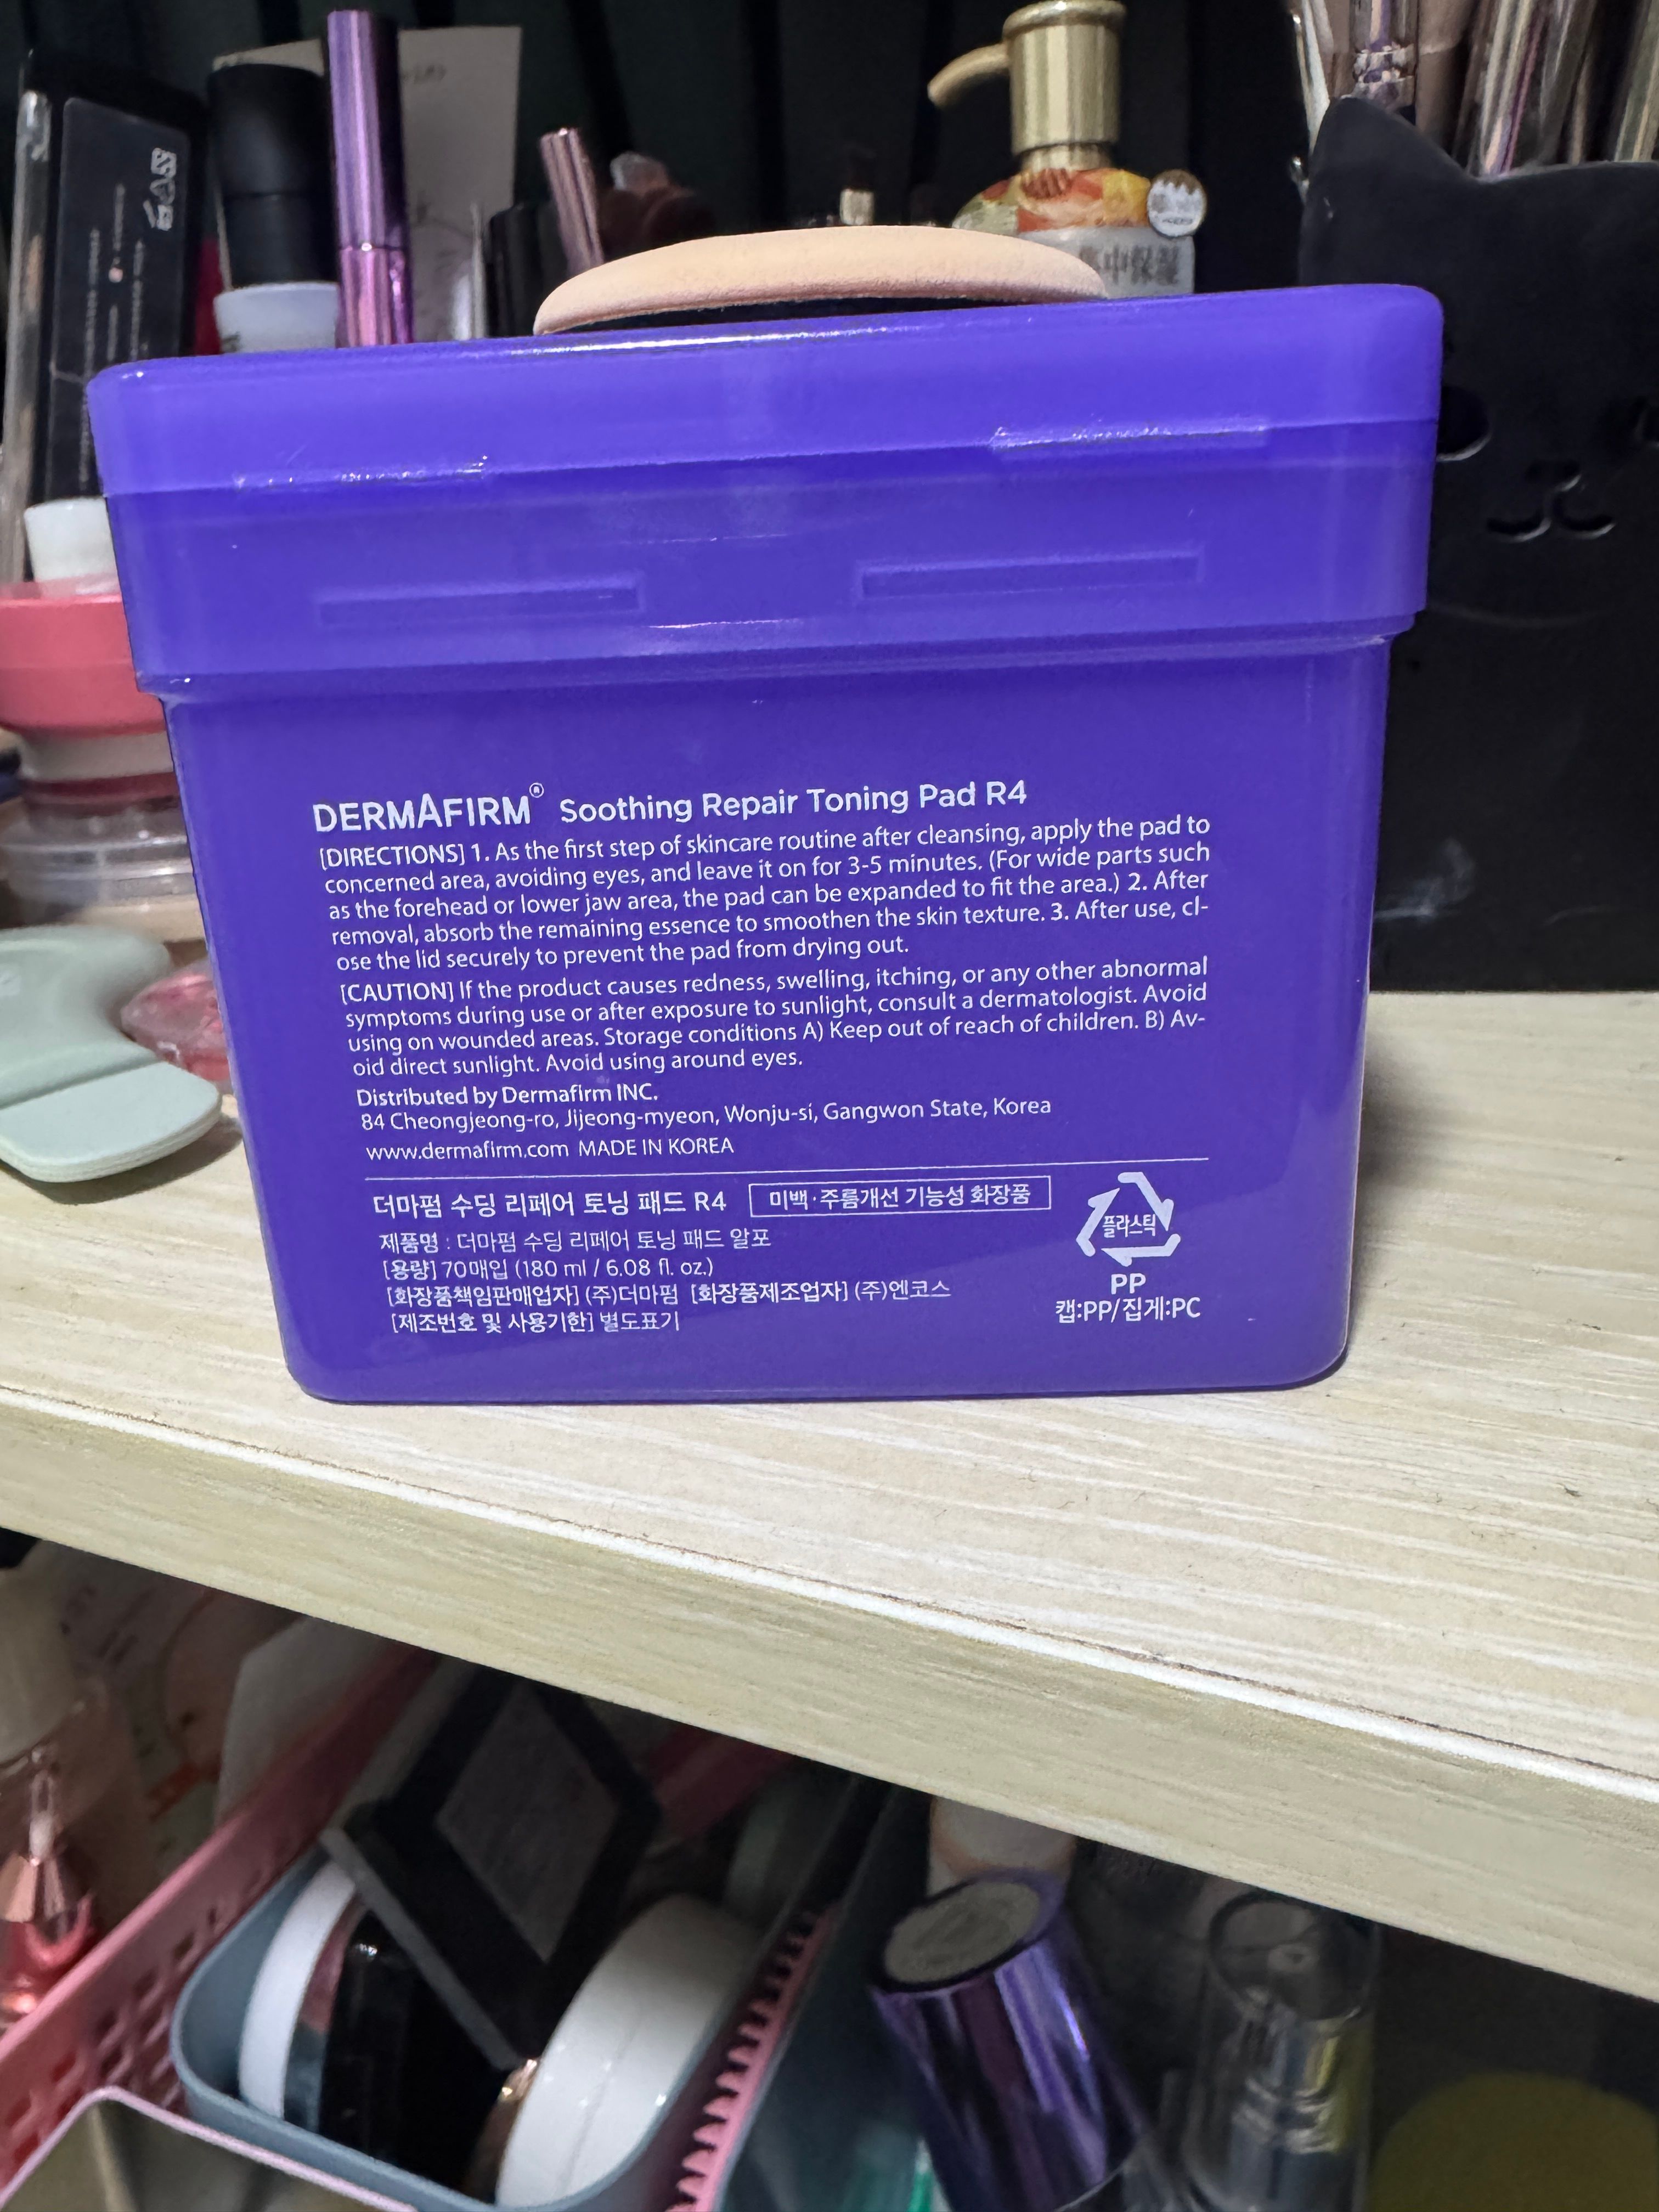 DERMAFIRM® Soothing Repair Toning Pad R4
[DIRECTIONS] 1. As the first step of skincare routine after cleansing, apply the pad to
concerned area, avoiding eyes, and leave it on for 3-5 minutes. (For wide parts such
as the forehead or lower jaw area, the pad can be expanded to fit the area.) 2. After
removal, absorb the remaining essence to smoothen the skin texture. 3. After use, cl-
ose the lid securely to prevent the pad from drying out.
[CAUTION] If the product causes redness, swelling, itching, or any other abnormal
symptoms during use or after exposure to sunlight, consult a dermatologist. Avoid
using on wounded areas. Storage conditions A) Keep out of reach of children. B) Av-
oid direct sunlight. Avoid using around eyes.
Distributed by Dermafirm INC.
84 Cheongjeong-ro, Jijeong-myeon, Wonju-si, Gangwon State, Korea
www.dermafirm.com MADE IN KOREA
더마펌 수딩 리페어 토닝 패드 R4 미백·주름개선 기능성 화장품
제품명 : 더마펌 수딩 리페어 토닝 패드 알포
[용량] 70매입 (180 ml / 6.08 fl. oz.)
[화장품책임판매업자] (주)더마펌 [화장품제조업자] (주)엔코스
[제조번호 및 사용기한] 별도표기
플라스틱
PP
캡:PP/집게:PC